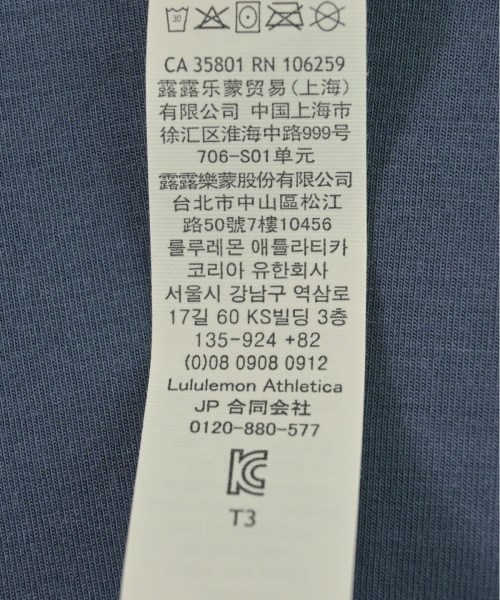 30
CA 35801 RN 106259
露露乐蒙贸易(上海)
有限公司 中国上海市
徐汇区淮海中路999号
706-S01单元
露露樂蒙股份有限公司
台北市中山區松江
路50號7樓10456
룰루레몬 애틀라티카
코리아 유한회사
서울시 강남구 역삼로
17길 60 KS빌딩 3층
135-924 +82
(0)08 0908 0912
Lululemon Athletica
JP 合同会社
0120-880-577
KC
T3